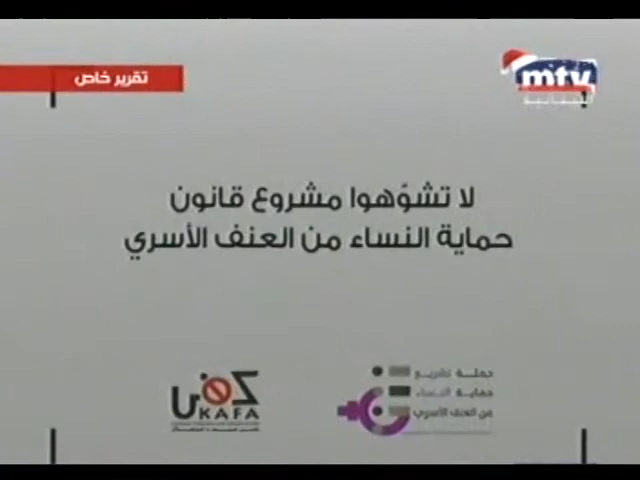 تقرير خاص
mtv
اللبنانية
لا تشوّهوا مشروع قانون
حماية النساء من العنف الأسري
كفى
KAFA
حملة تشريع
حماية النساء
من العنف الأسري